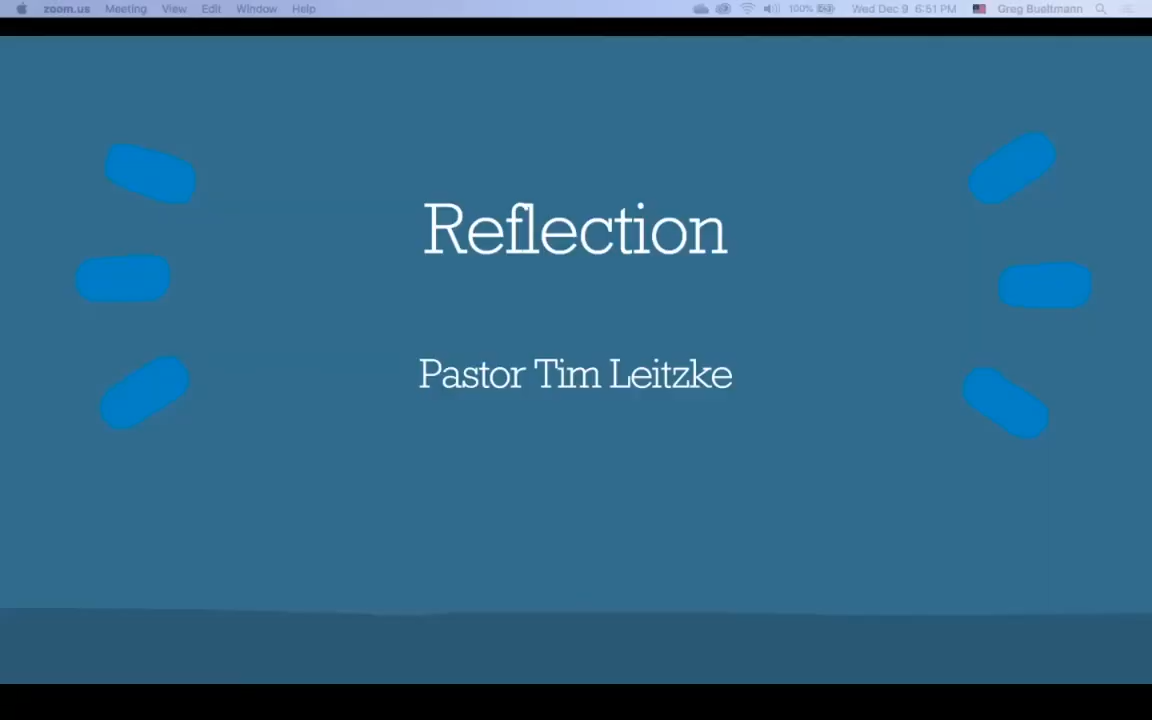 zoom.us Meeting View Edit Window Help 100% Wed Dec 9 6:51 PM Greg Bueltmann
Reflection
Pastor Tim Leitzke